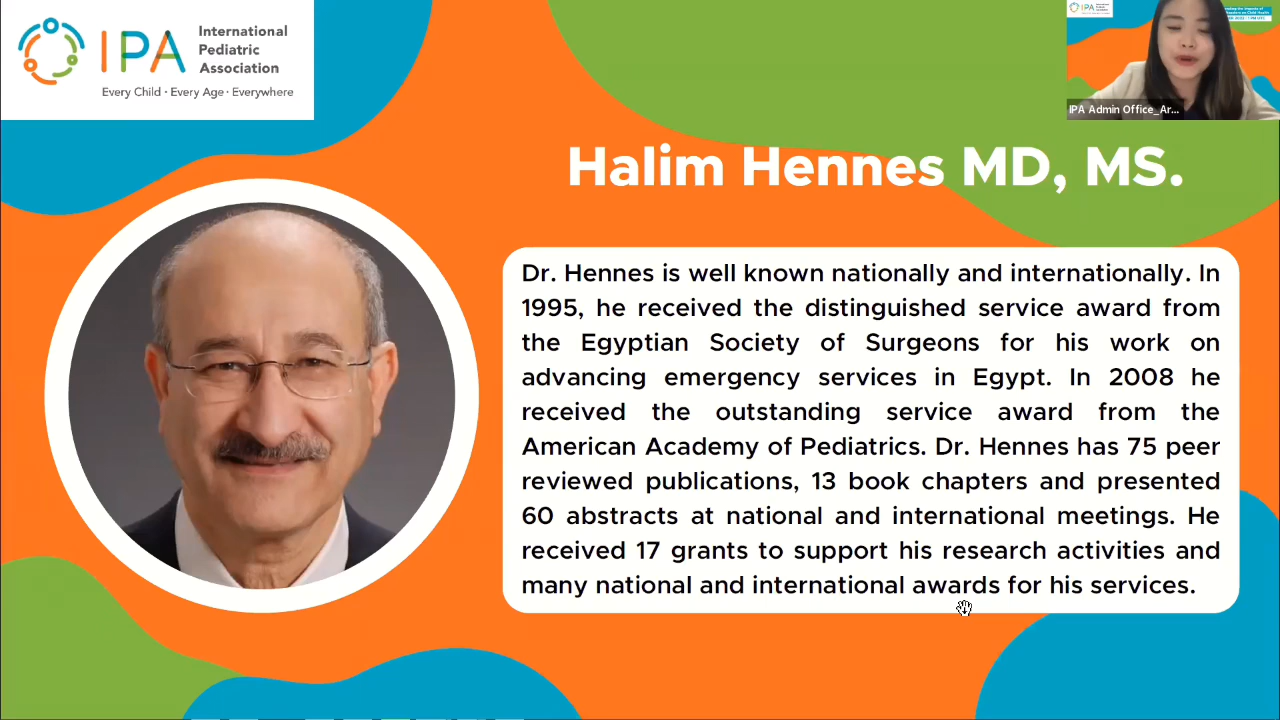 IPA
International
Pediatric
Association
Every Child · Every Age · Everywhere
IPA Admin Office_Ar...
Halim Hennes MD, MS.
Dr. Hennes is well known nationally and internationally. In
1995, he received the distinguished service award from
the Egyptian Society of Surgeons for his work on
advancing emergency services in Egypt. In 2008 he
received the outstanding service award from the
American Academy of Pediatrics. Dr. Hennes has 75 peer
reviewed publications, 13 book chapters and presented
60 abstracts at national and international meetings. He
received 17 grants to support his research activities and
many national and international awards for his services.